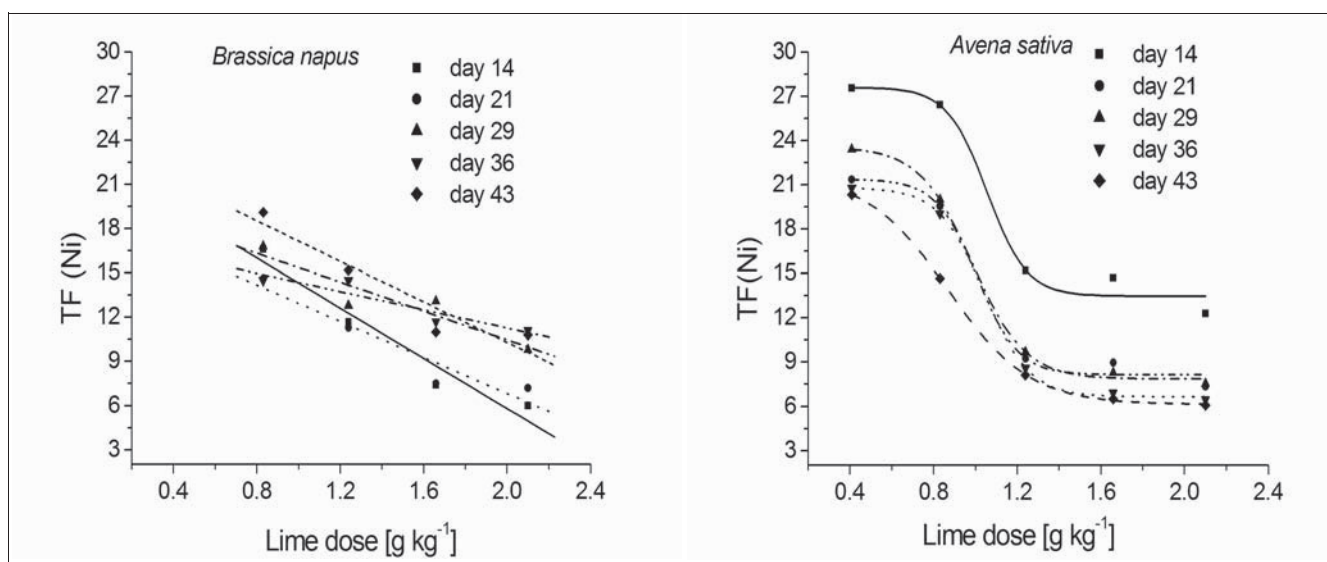 Brassica napus
day 14
day 21
day 29
day 36
day 43
TF (Ni)
30
27
24
21
18
15
12
9
6
3
0.4 0.8 1.2 1.6 2.0 2.4
Lime dose [g kg⁻¹]
Avena sativa
day 14
day 21
day 29
day 36
day 43
TF(Ni)
30
27
24
21
18
15
12
9
6
3
0.4 0.8 1.2 1.6 2.0 2.4
Lime dose [g kg⁻¹]